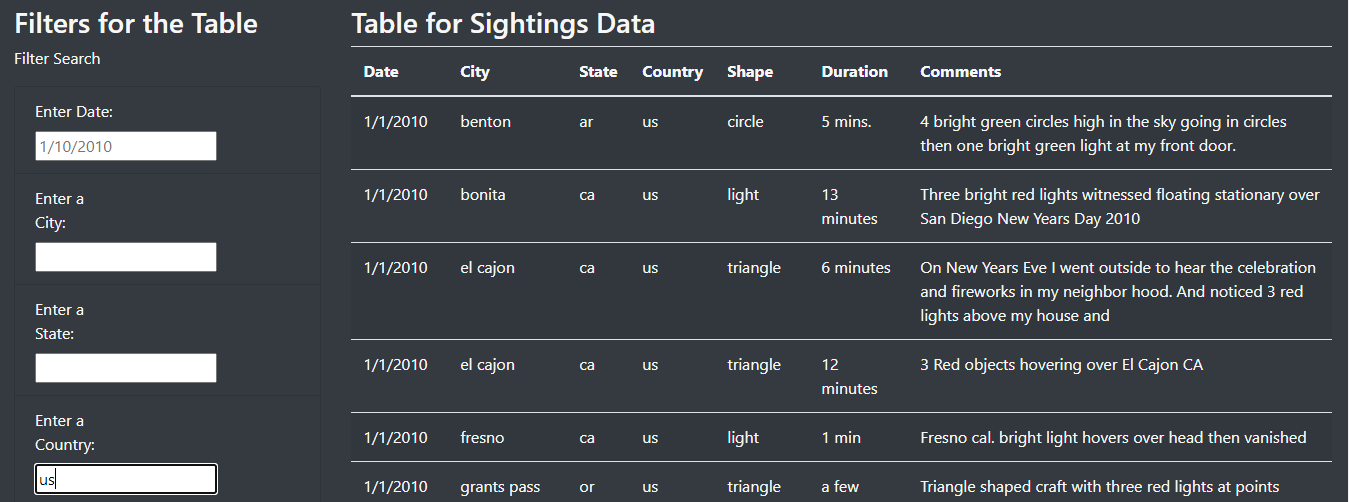 Filters for the Table
Filter Search
Enter Date:
1/10/2010
Enter a
City:
Enter a
State:
Enter a
Country:
us
Table for Sightings Data
Date City State Country Shape Duration Comments
1/1/2010 benton ar us circle 5 mins. 4 bright green circles high in the sky going in circles
then one bright green light at my front door.
1/1/2010 bonita ca us light 13 Three bright red lights witnessed floating stationary over
minutes San Diego New Years Day 2010
1/1/2010 el cajon ca us triangle 6 minutes On New Years Eve I went outside to hear the celebration
and fireworks in my neighbor hood. And noticed 3 red
lights above my house and
1/1/2010 el cajon ca us triangle 12 3 Red objects hovering over El Cajon CA
minutes
1/1/2010 fresno ca us light 1 min Fresno cal. bright light hovers over head then vanished
1/1/2010 grants pass or us triangle a few Triangle shaped craft with three red lights at points